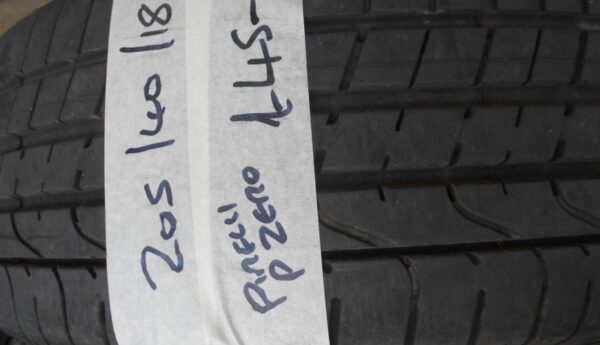 205/40/18
PIRELLI
P ZERO
£45-